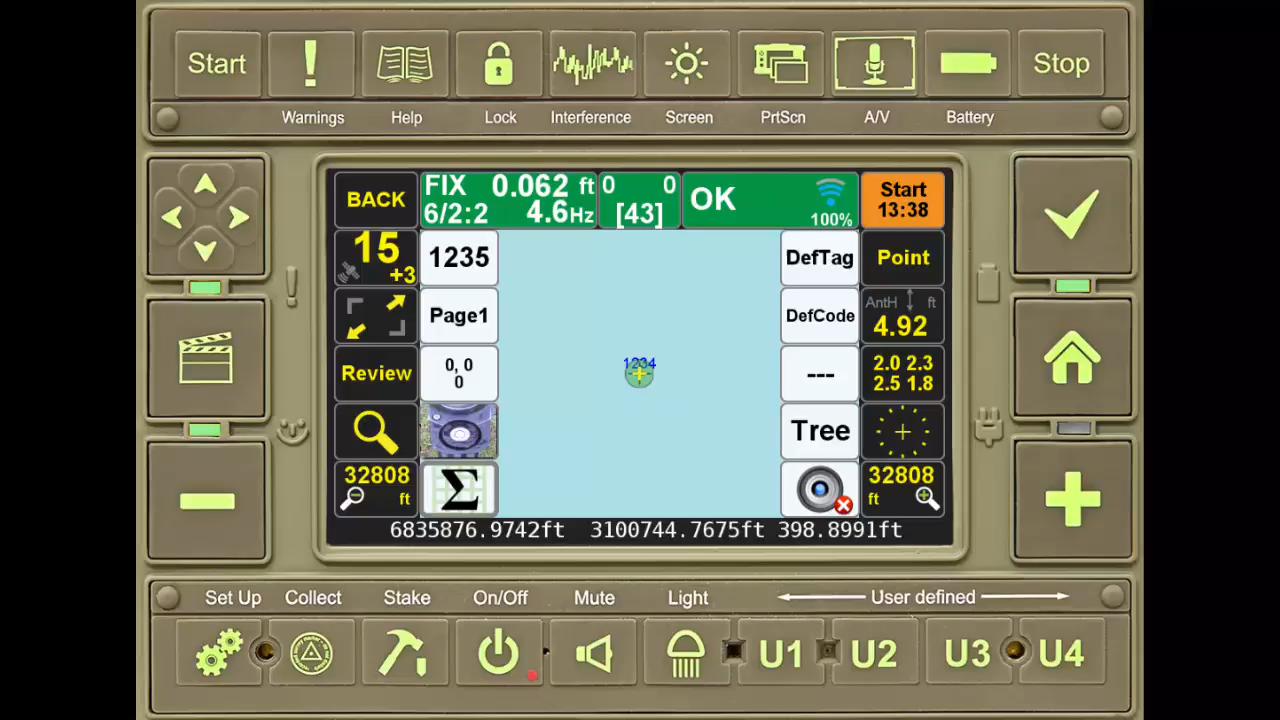 Start
Stop
Warnings Help Lock Interference Screen PrtScn A/V Battery
BACK
FIX 0.062 ft
6/2:2 4.6Hz
0 0
[43]
OK
100%
Start
13:38
15
+3
1235
DefTag
Point
Page1
DefCode
AntH ft
4.92
Review
0, 0
0
1234
---
2.0 2.3
2.5 1.8
Tree
32808
ft
Σ
32808
ft
6835876.9742ft 3100744.7675ft 398.8991ft
Set Up Collect Stake On/Off Mute Light User defined
U1 U2 U3 U4